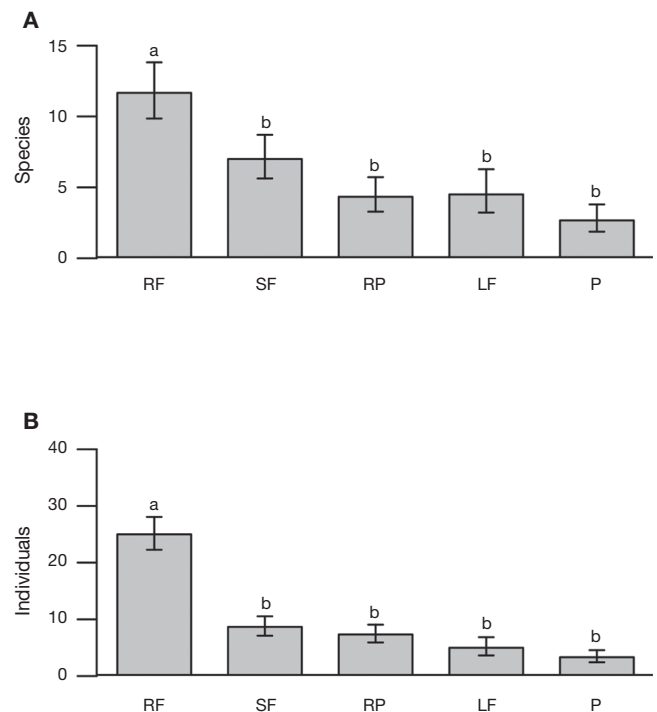 A
15
a
10
b
b
b
b
5
0
Species
RF SF RP LF P
B
40
30
a
20
10
b
b
b
b
0
Individuals
RF SF RP LF P